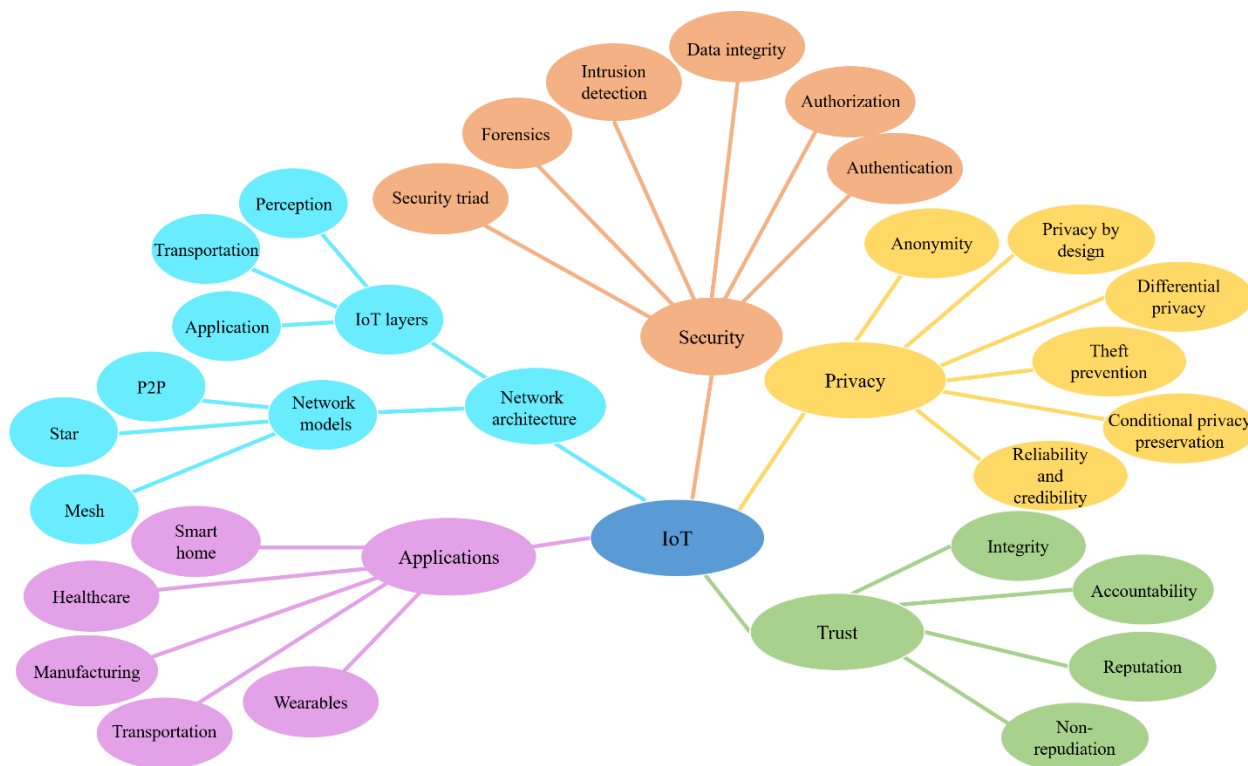 Data integrity
Intrusion
detection
Authorization
Forensics
Authentication
Security triad
Perception
Anonymity
Privacy by
design
Transportation
Differential
privacy
IoT layers
Application
Security
Theft
prevention
Privacy
P2P
Network
models
Network
architecture
Star
Conditional privacy
preservation
Reliability
and
credibility
Mesh
Smart
home
IoT
Integrity
Applications
Healthcare
Accountability
Trust
Manufacturing
Reputation
Wearables
Transportation
Non-
repudiation